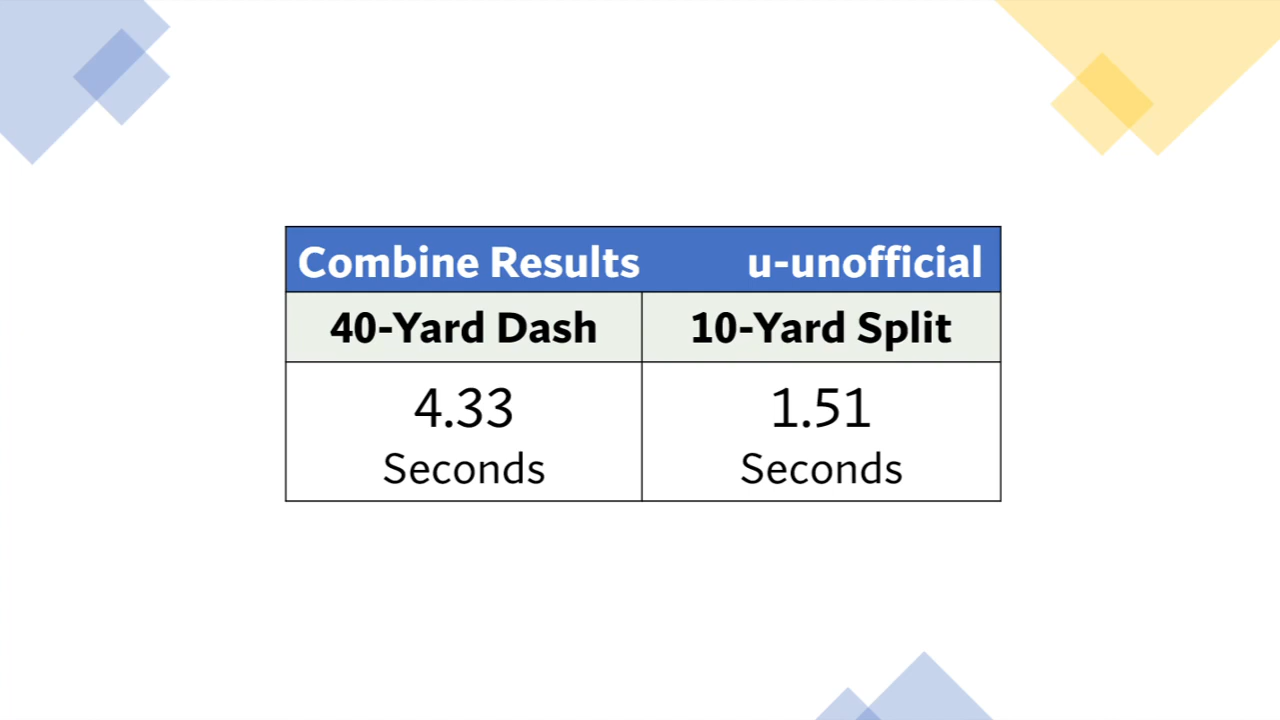 Combine Results u-unofficial
40-Yard Dash 10-Yard Split
4.33 1.51
Seconds Seconds